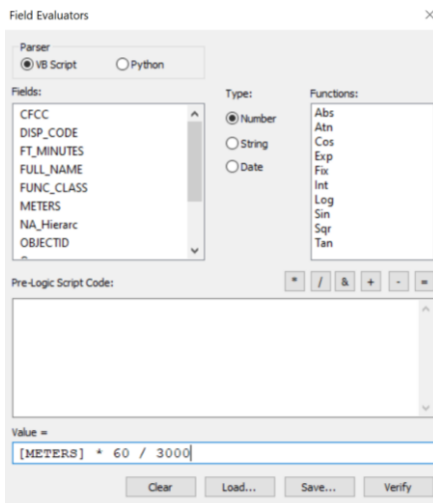 Field Evaluators
Parser
VB Script Python
Fields: Type: Functions:
CFCC
DISP_CODE
FT_MINUTES
FULL_NAME
FUNC_CLASS
METERS
NA_Hierarc
OBJECTID
Number
String
Date
Abs
Atn
Cos
Exp
Fix
Int
Log
Sin
Sqr
Tan
Pre-Logic Script Code: * / & + - =
Value =
[METERS] * 60 / 3000
Clear Load... Save... Verify